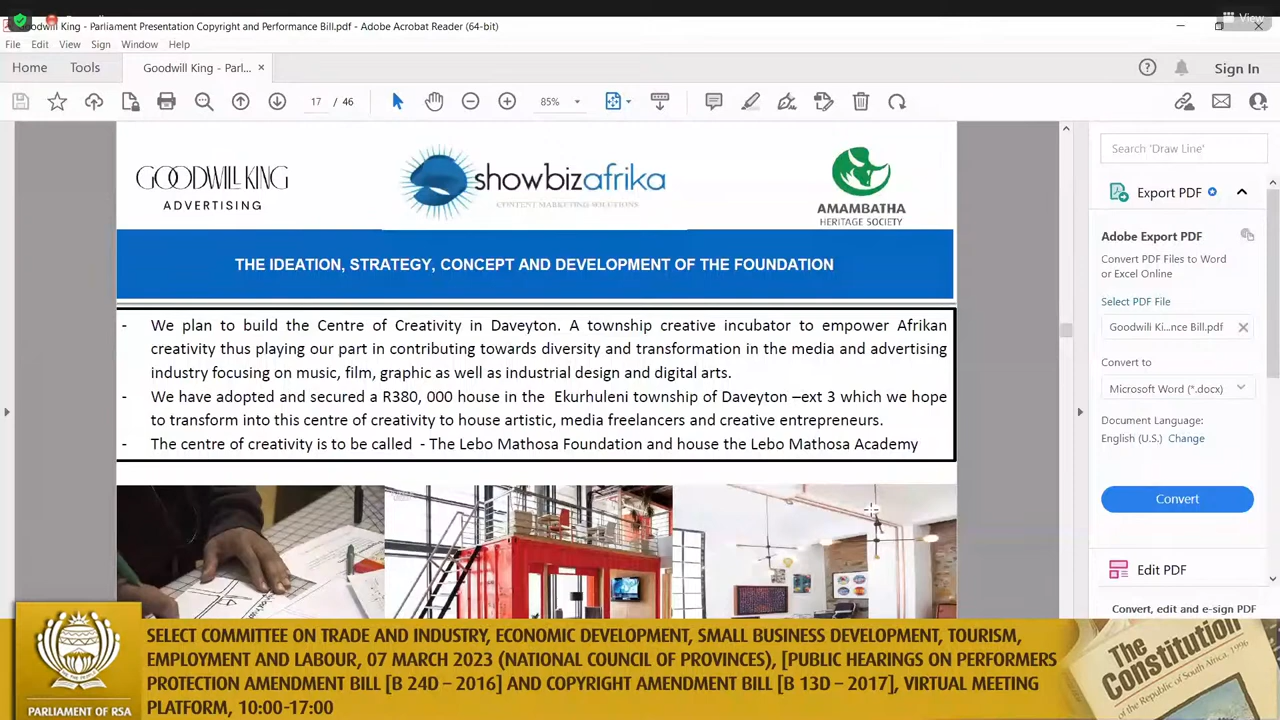 Goodwill King - Parliament Presentation Copyright and Performance Bill.pdf - Adobe Acrobat Reader (64-bit)
View
File Edit View Sign Window Help
Home Tools Goodwill King - Parl... × Sign In
17 / 46 85%
GOODWILL KING
ADVERTISING
showbizafrika
CONTENT MARKETING SOLUTIONS
AMAMBATHA
HERITAGE SOCIETY
THE IDEATION, STRATEGY, CONCEPT AND DEVELOPMENT OF THE FOUNDATION
- We plan to build the Centre of Creativity in Daveyton. A township creative incubator to empower Afrikan
creativity thus playing our part in contributing towards diversity and transformation in the media and advertising
industry focusing on music, film, graphic as well as industrial design and digital arts.
- We have adopted and secured a R380, 000 house in the Ekurhuleni township of Daveyton –ext 3 which we hope
to transform into this centre of creativity to house artistic, media freelancers and creative entrepreneurs.
- The centre of creativity is to be called - The Lebo Mathosa Foundation and house the Lebo Mathosa Academy
Search 'Draw Line'
Export PDF
Adobe Export PDF
Convert PDF Files to Word
or Excel Online
Select PDF File
Goodwili Ki...nce Bill.pdf
Convert to
Microsoft Word (*.docx)
Document Language:
English (U.S.) Change
Convert
Edit PDF
Convert, edit and e-sign PDF
PARLIAMENT OF RSA
SELECT COMMITTEE ON TRADE AND INDUSTRY, ECONOMIC DEVELOPMENT, SMALL BUSINESS DEVELOPMENT, TOURISM,
EMPLOYMENT AND LABOUR, 07 MARCH 2023 (NATIONAL COUNCIL OF PROVINCES), [PUBLIC HEARINGS ON PERFORMERS
PROTECTION AMENDMENT BILL [B 24D – 2016] AND COPYRIGHT AMENDMENT BILL [B 13D – 2017], VIRTUAL MEETING
PLATFORM, 10:00-17:00
The
Constitution
of the Republic of South Africa, 1996